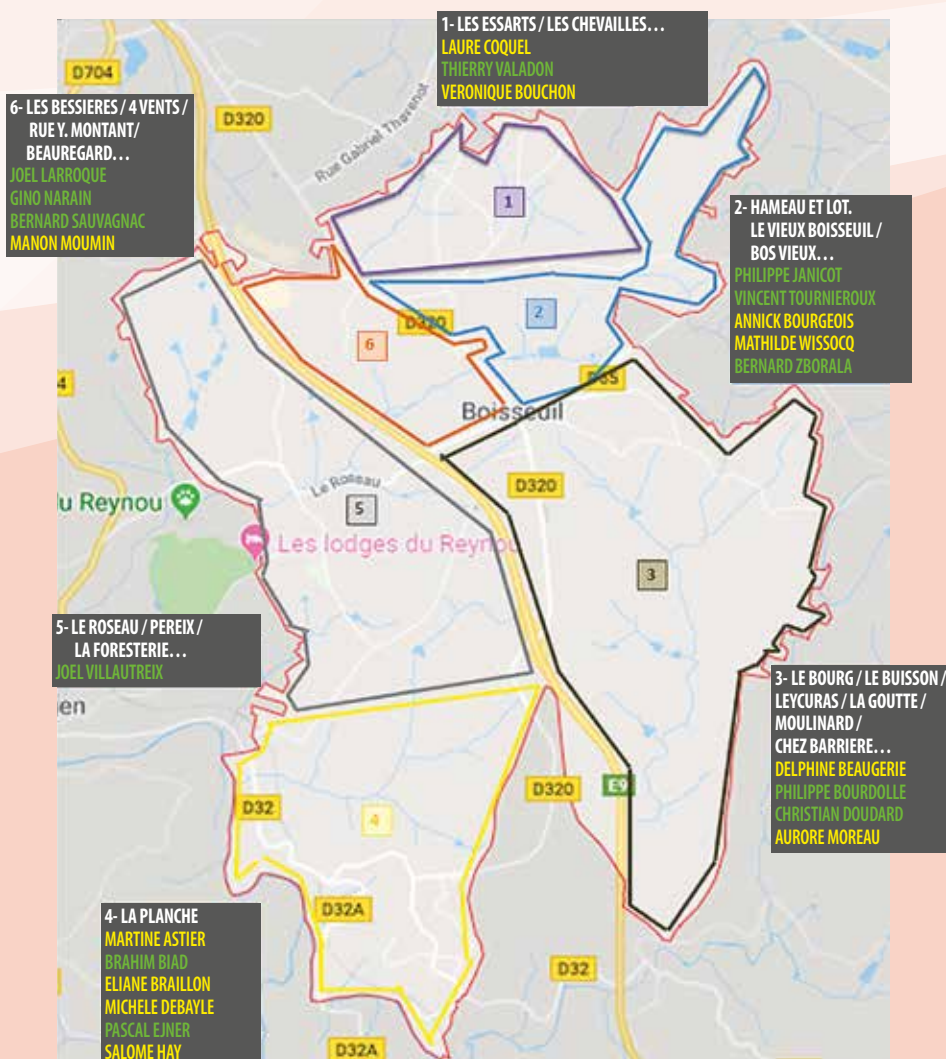 1- LES ESSARTS / LES CHEVAILLES...
LAURE COQUEL
THIERRY VALADON
VERONIQUE BOUCHON
D704
6- LES BESSIERES / 4 VENTS /
RUE Y. MONTANT/
BEAUREGARD...
JOEL LARROQUE
GINO NARAIN
BERNARD SAUVAGNAC
MANON MOUMIN
D320
Rue Gabriel Thavenot
1
2- HAMEAU ET LOT.
LE VIEUX BOISSEUIL /
BOS VIEUX...
PHILIPPE JANICOT
VINCENT TOURNIEROUX
ANNICK BOURGEOIS
MATHILDE WISSOCQ
BERNARD ZBORALA
2
D320
6
4
D65
Boisseuil
Le Roseau
D320
u Reynou
5
Les lodges du Reynou
3
5- LE ROSEAU / PEREIX /
LA FORESTERIE...
JOEL VILLAUTREIX
en
3- LE BOURG / LE BUISSON /
LEYCURAS / LA GOUTTE /
MOULINARD /
CHEZ BARRIERE...
DELPHINE BEAUGERIE
PHILIPPE BOURDOLLE
CHRISTIAN DOUDARD
AURORE MOREAU
D320
E9
D32
4
D32A
4- LA PLANCHE
MARTINE ASTIER
BRAHIM BIAD
ELIANE BRAILLON
MICHELE DEBAYLE
PASCAL EJNER
SALOME HAY
D32
D32A